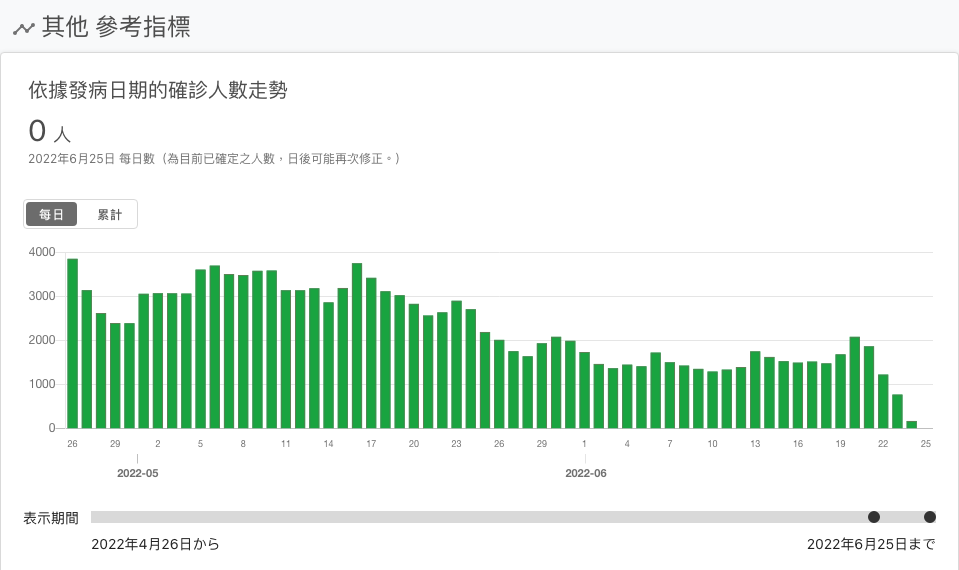 其他 參考指標
依據發病日期的確診人數走勢
0 人
2022年6月25日 每日數（為目前已確定之人數，日後可能再次修正。）
每日 累計
4000
3000
2000
1000
0
26 29 2 5 8 11 14 17 20 23 26 29 1 4 7 10 13 16 19 22 25
2022-05 2022-06
表示期間
2022年4月26日から 2022年6月25日まで